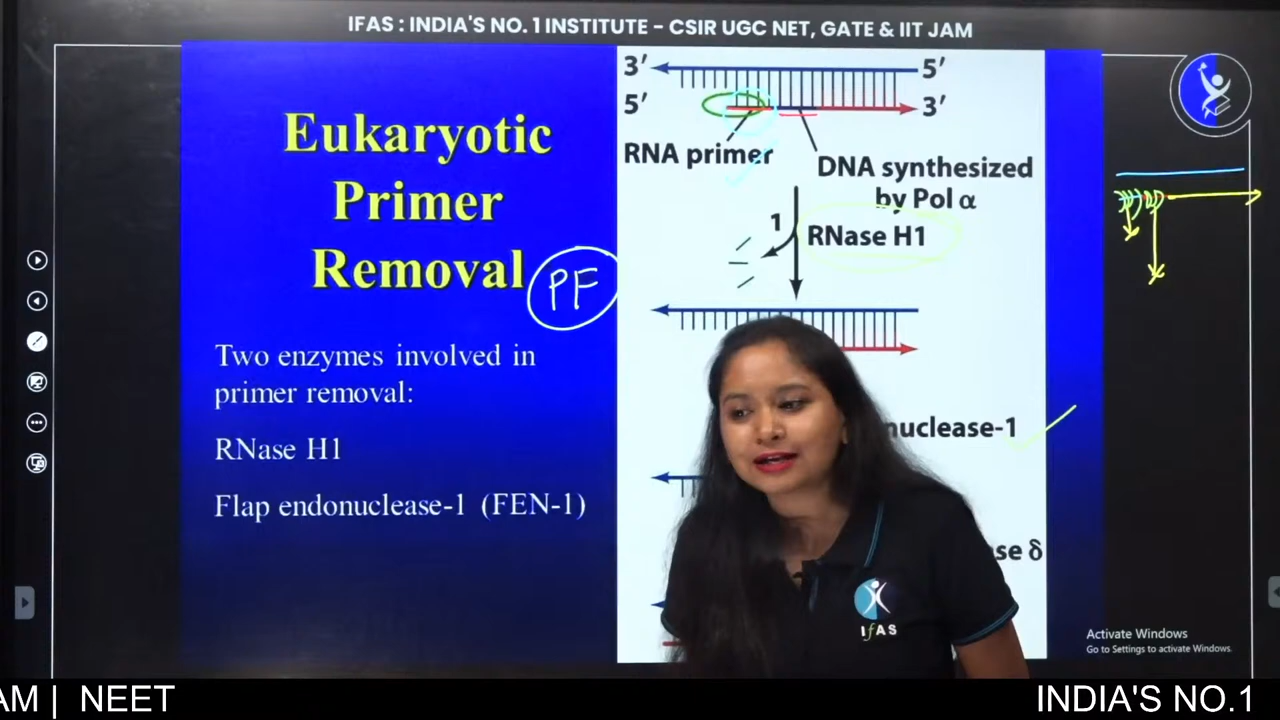 IFAS : INDIA'S NO. 1 INSTITUTE – CSIR UGC NET, GATE & IIT JAM
Eukaryotic
Primer
Removal
PF
Two enzymes involved in
primer removal:
RNase H1
Flap endonuclease-1 (FEN-1)
3′ 5′
5′ 3′
RNA primer
DNA synthesized
by Pol α
1
RNase H1
nuclease-1
se δ
IFAS
Activate Windows
Go to Settings to activate Windows.
AM | NEET
INDIA'S NO.1